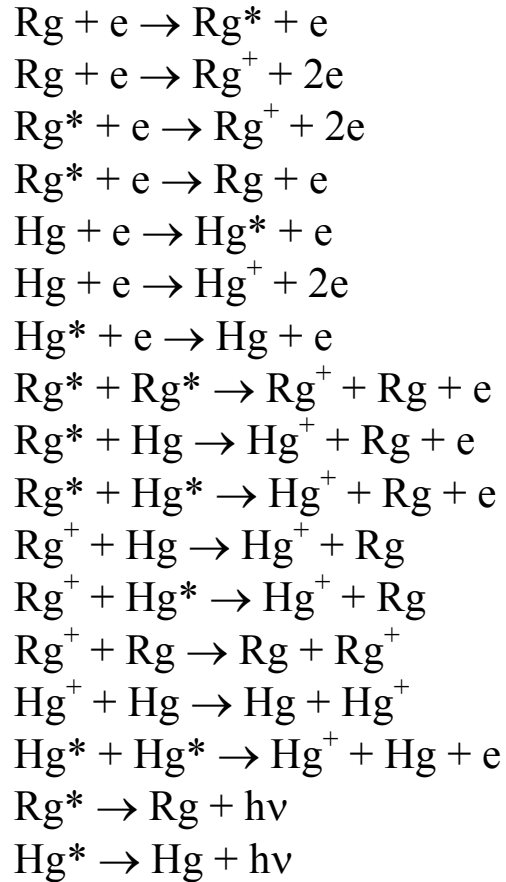 Rg + e → Rg* + e
Rg + e → Rg⁺ + 2e
Rg* + e → Rg⁺ + 2e
Rg* + e → Rg + e
Hg + e → Hg* + e
Hg + e → Hg⁺ + 2e
Hg* + e → Hg + e
Rg* + Rg* → Rg⁺ + Rg + e
Rg* + Hg → Hg⁺ + Rg + e
Rg* + Hg* → Hg⁺ + Rg + e
Rg⁺ + Hg → Hg⁺ + Rg
Rg⁺ + Hg* → Hg⁺ + Rg
Rg⁺ + Rg → Rg + Rg⁺
Hg⁺ + Hg → Hg + Hg⁺
Hg* + Hg* → Hg⁺ + Hg + e
Rg* → Rg + hν
Hg* → Hg + hν